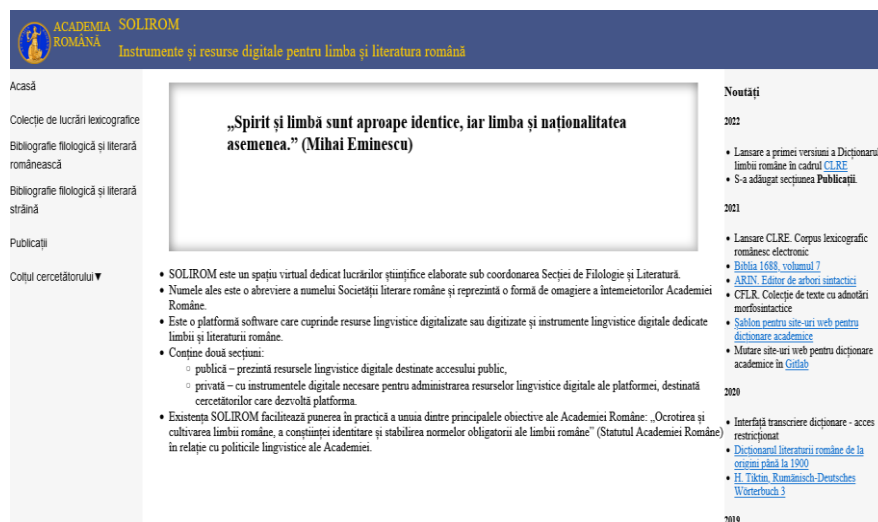 ACADEMIA
ROMÂNĂ
SOLIROM
Instrumente și resurse digitale pentru limba și literatura română
Acasă
Colecție de lucrări lexicografice
Bibliografie filologică și literară
românească
Bibliografie filologică și literară
străină
Publicații
Colțul cercetătorului▼
„Spirit și limbă sunt aproape identice, iar limba și naționalitatea
asemenea.” (Mihai Eminescu)
• SOLIROM este un spațiu virtual dedicat lucrărilor științifice elaborate sub coordonarea Secției de Filologie și Literatură.
• Numele ales este o abreviere a numelui Societății literare române și reprezintă o formă de omagiere a întemeietorilor Academiei
Române.
• Este o platformă software care cuprinde resurse lingvistice digitalizate sau digitizate și instrumente lingvistice digitale dedicate
limbii și literaturii române.
• Conține două secțiuni:
◦ publică – prezintă resursele lingvistice digitale destinate accesului public,
◦ privată – cu instrumentele digitale necesare pentru administrarea resurselor lingvistice digitale ale platformei, destinată
cercetătorilor care dezvoltă platforma.
• Existența SOLIROM facilitează punerea în practică a unuia dintre principalele obiective ale Academiei Române: „Ocrotirea și
cultivarea limbii române, a conștiinței identitare și stabilirea normelor obligatorii ale limbii române” (Statutul Academiei Române)
în relație cu politicile lingvistice ale Academiei.
Noutăți
2022
• Lansare a primei versiuni a Dicționarul
limbii române în cadrul CLRE
• S-a adăugat secțiunea Publicații.
2021
• Lansare CLRE. Corpus lexicografic
românesc electronic
• Biblia 1688, volumul 7
• ARIN. Editor de arbori sintactici
• CFLR. Colecție de texte cu adnotări
morfosintactice
• Șablon pentru site-uri web pentru
dicționare academice
• Mutare site-uri web pentru dicționare
academice în Gitlab
2020
• Interfață transcriere dicționare - acces
restricționat
• Dicționarul literaturii române de la
origini până la 1900
• H. Tiktin, Rumänisch-Deutsches
Wörterbuch 3
2019